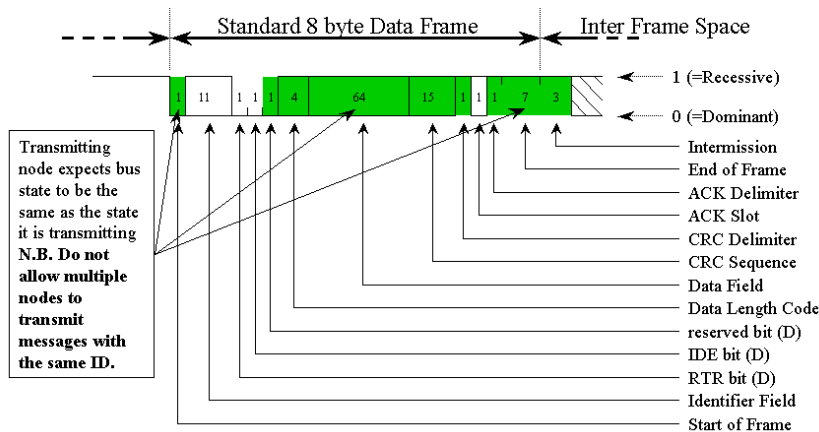 Standard 8 byte Data Frame
Inter Frame Space
1 (=Recessive)
0 (=Dominant)
1 11 1 1 1 4 64 15 1 1 1 7 3
Transmitting
node expects bus
state to be the
same as the state
it is transmitting
N.B. Do not
allow multiple
nodes to
transmit
messages with
the same ID.
Intermission
End of Frame
ACK Delimiter
ACK Slot
CRC Delimiter
CRC Sequence
Data Field
Data Length Code
reserved bit (D)
IDE bit (D)
RTR bit (D)
Identifier Field
Start of Frame